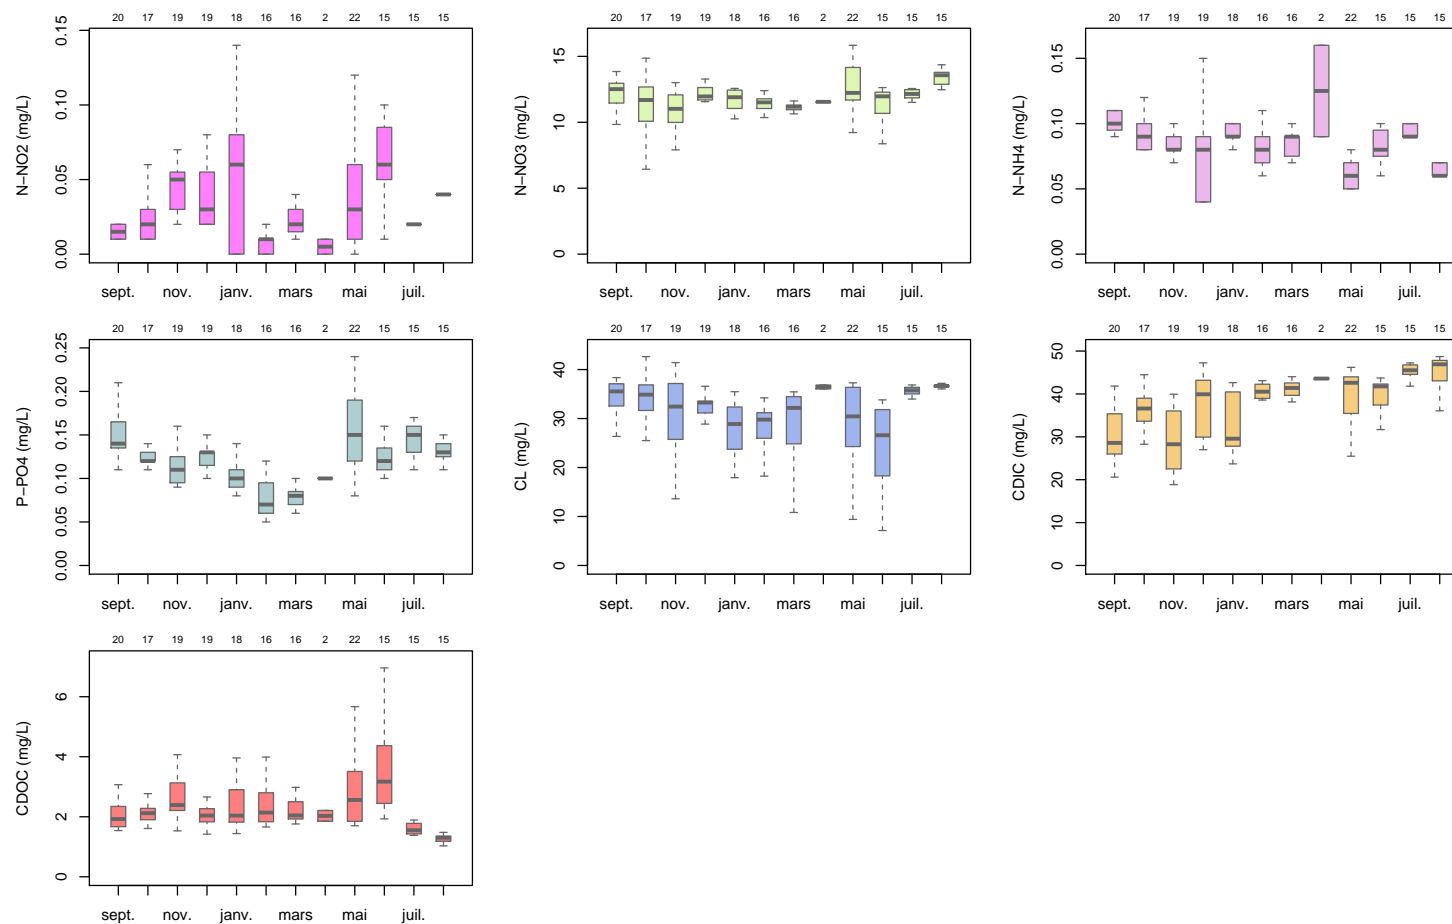 20 17 19 19 18 16 16 2 22 15 15 15
N−NO2 (mg/L)
0.00 0.05 0.10 0.15
sept. nov. janv. mars mai juil.
20 17 19 19 18 16 16 2 22 15 15 15
N−NO3 (mg/L)
0 5 10 15
sept. nov. janv. mars mai juil.
20 17 19 19 18 16 16 2 22 15 15 15
N−NH4 (mg/L)
0.00 0.05 0.10 0.15
sept. nov. janv. mars mai juil.
20 17 19 19 18 16 16 2 22 15 15 15
P−PO4 (mg/L)
0.00 0.05 0.10 0.15 0.20 0.25
sept. nov. janv. mars mai juil.
20 17 19 19 18 16 16 2 22 15 15 15
CL (mg/L)
0 10 20 30 40
sept. nov. janv. mars mai juil.
20 17 19 19 18 16 16 2 22 15 15 15
CDIC (mg/L)
0 10 20 30 40 50
sept. nov. janv. mars mai juil.
20 17 19 19 18 16 16 2 22 15 15 15
CDOC (mg/L)
0 2 4 6
sept. nov. janv. mars mai juil.